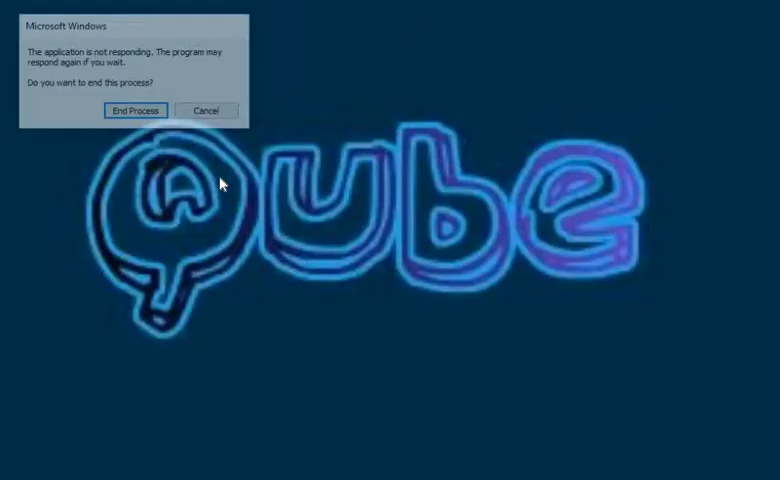 Microsoft Windows
The application is not responding. The program may
respond again if you wait.
Do you want to end this process?
End Process Cancel
Qube